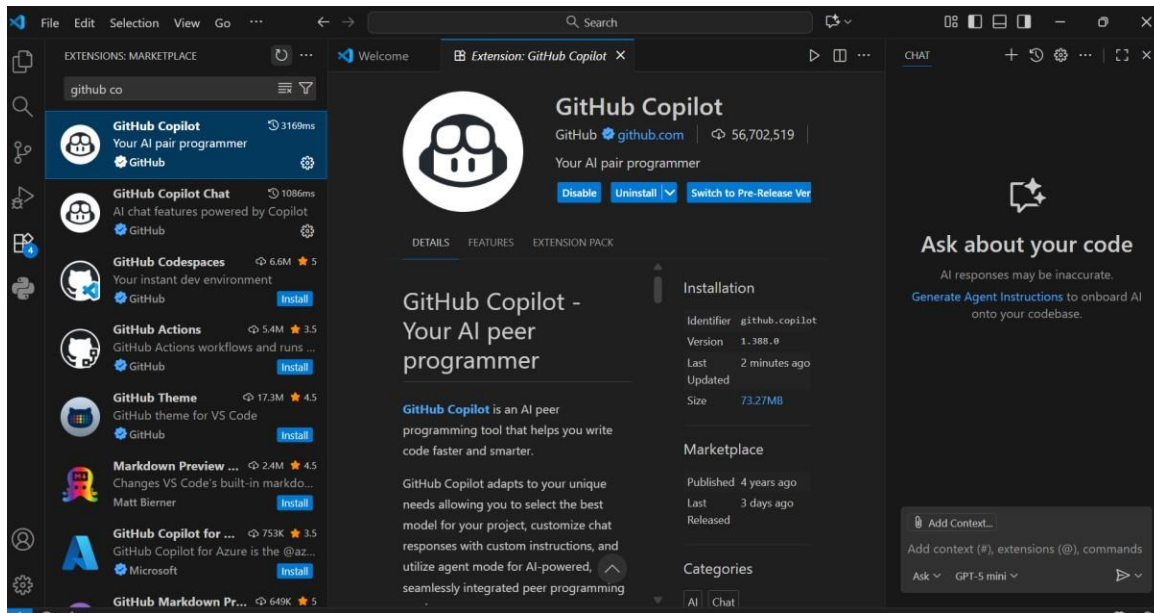 File Edit Selection View Go ···
Search
EXTENSIONS: MARKETPLACE
github co
GitHub Copilot 3169ms
Your AI pair programmer
GitHub
GitHub Copilot Chat 1086ms
AI chat features powered by Copilot
GitHub
GitHub Codespaces 6.6M 5
Your instant dev environment
GitHub Install
GitHub Actions 5.4M 3.5
GitHub Actions workflows and runs ...
GitHub Install
GitHub Theme 17.3M 4.5
GitHub theme for VS Code
GitHub Install
Markdown Preview ... 2.4M 4.5
Changes VS Code's built-in markdo...
Matt Bierner Install
GitHub Copilot for ... 753K 3.5
GitHub Copilot for Azure is the @az...
Microsoft Install
GitHub Markdown Pr... 649K 5
4
Welcome Extension: GitHub Copilot
GitHub Copilot
GitHub github.com 56,702,519
Your AI pair programmer
Disable Uninstall Switch to Pre-Release Ver
DETAILS FEATURES EXTENSION PACK
GitHub Copilot -
Your AI peer
programmer
GitHub Copilot is an AI peer
programming tool that helps you write
code faster and smarter.
GitHub Copilot adapts to your unique
needs allowing you to select the best
model for your project, customize chat
responses with custom instructions, and
utilize agent mode for AI-powered,
seamlessly integrated peer programming
Installation
Identifier github.copilot
Version 1.388.0
Last 2 minutes ago
Updated
Size 73.27MB
Marketplace
Published 4 years ago
Last 3 days ago
Released
Categories
AI Chat
CHAT
Ask about your code
AI responses may be inaccurate.
Generate Agent Instructions to onboard AI
onto your codebase.
Add Context...
Add context (#), extensions (@), commands
Ask GPT-5 mini